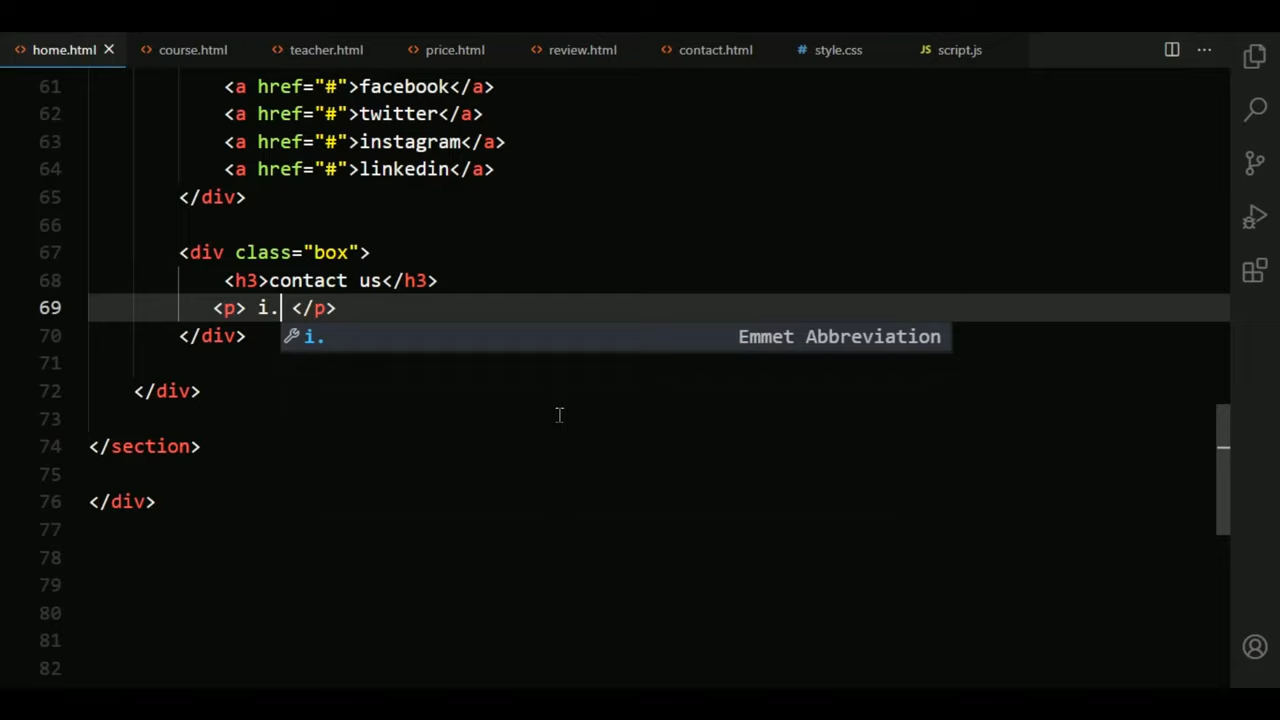 home.html course.html teacher.html price.html review.html contact.html # style.css JS script.js
61 <a href="#">facebook</a>
62 <a href="#">twitter</a>
63 <a href="#">instagram</a>
64 <a href="#">linkedin</a>
65 </div>
66
67 <div class="box">
68 <h3>contact us</h3>
69 <p> i. </p>
70 </div>
i. Emmet Abbreviation
71
72 </div>
73
74 </section>
75
76 </div>
77
78
79
80
81
82